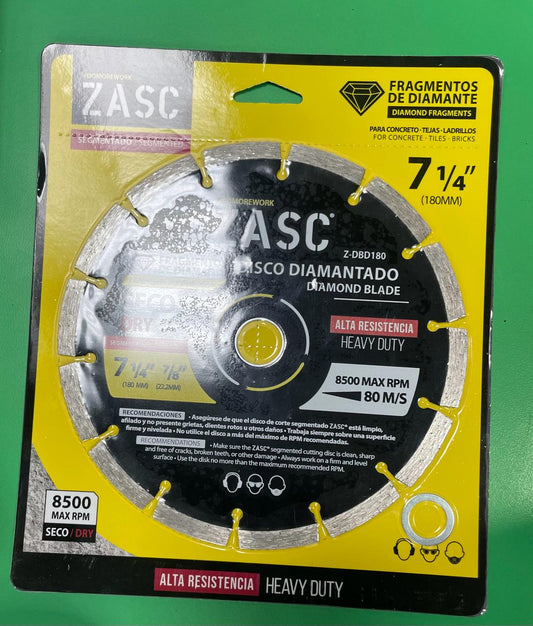 DOMOREWORK
ZASC
SEGMENTADO / SEGMENTED
FRAGMENTOS
DE DIAMANTE
DIAMOND FRAGMENTS
PARA CONCRETO · TEJAS · LADRILLOS
FOR CONCRETE · TILES · BRICKS
7 1/4"
(180MM)
DOMOREWORK
ZASC®
Z-DBD180
DISCO DIAMANTADO
DIAMOND BLADE
SECO
DRY
ALTA RESISTENCIA
HEAVY DUTY
7 1/4" 7/8"
(180 MM) (22.2MM)
8500 MAX RPM
80 M/S
RECOMENDACIONES • Asegúrese de que el disco de corte segmentado ZASC® está limpio,
afilado y no presente grietas, dientes rotos u otros daños • Trabaja siempre sobre una superficie
firme y nivelada • No utilice el disco a más del máximo de RPM recomendadas.
RECOMMENDATIONS • Make sure the ZASC® segmented cutting disc is clean, sharp
and free of cracks, broken teeth, or other damage • Always work on a firm and level
surface • Use the disk no more than the maximum recommended RPM.
8500
MAX RPM
SECO / DRY
ALTA RESISTENCIA HEAVY DUTY